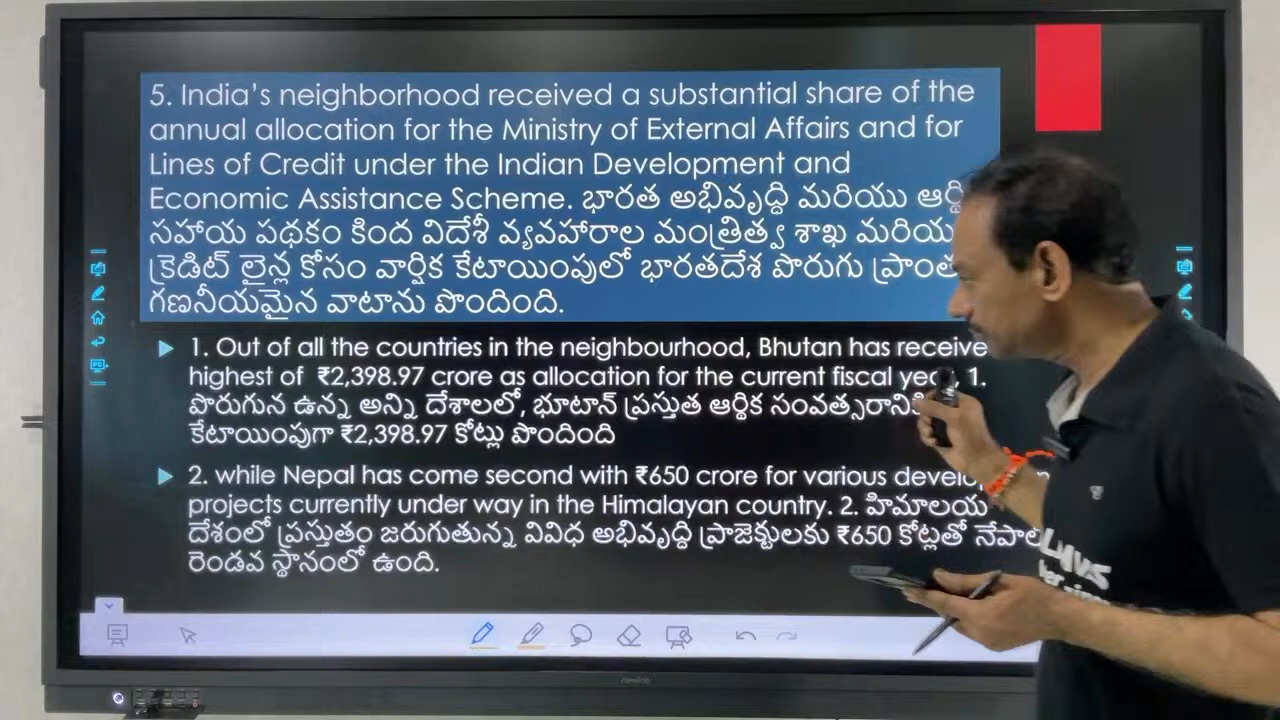 5. India's neighborhood received a substantial share of the
annual allocation for the Ministry of External Affairs and for
Lines of Credit under the Indian Development and
Economic Assistance Scheme. భారత అభివృద్ధి మరియు
సహాయ పథకం కింద విదేశీ వ్యవహారాల మంత్రిత్వ శాఖ
క్రెడిట్ లైన్ల కోసం వార్షిక కేటాయింపులో భారతదేశ పొరుగు
గణనీయమైన వాటాను పొందింది.
1. Out of all the countries in the neighbourhood, Bhutan has
highest of ₹2,398.97 crore as allocation for the current fiscal 1.
పొరుగున ఉన్న అన్ని దేశాలలో, భూటాన్ ప్రస్తుత ఆర్థిక
కేటాయింపుగా ₹2,398.97 కోట్లు పొందింది
2. while Nepal has come second with ₹650 crore for various
projects currently under way in the Himalayan country. 2. హిమాలయ
దేశంలో ప్రస్తుతం జరుగుతున్న వివిధ అభివృద్ధి ప్రాజెక్టులకు ₹650 కోట్లతో
రెండవ స్థానంలో ఉంది.